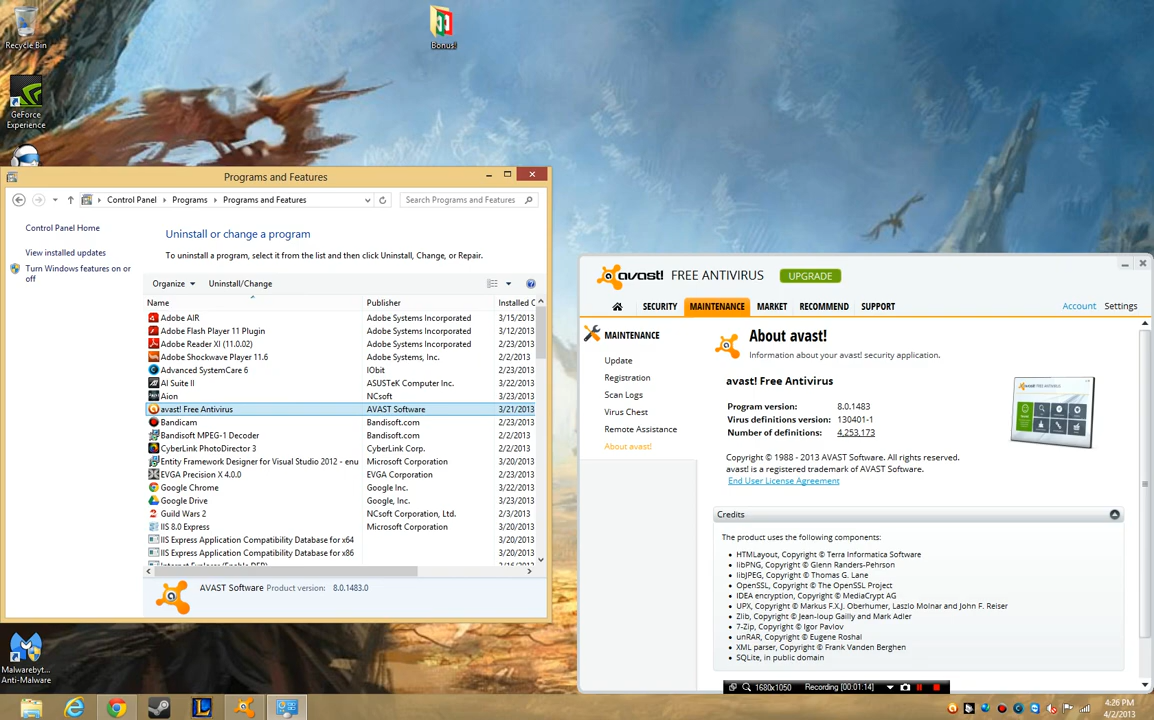 Recycle Bin
Bonus!
GeForce
Experience
Programs and Features
Control Panel
Programs
Programs and Features
Search Programs and Features
Control Panel Home
View installed updates
Turn Windows features on or
off
Uninstall or change a program
To uninstall a program, select it from the list and then click Uninstall, Change, or Repair.
Organize
Uninstall/Change
Name Publisher Installed O
Adobe AIR Adobe Systems Incorporated 3/15/2013
Adobe Flash Player 11 Plugin Adobe Systems Incorporated 3/12/2013
Adobe Reader XI (11.0.02) Adobe Systems Incorporated 2/23/2013
Adobe Shockwave Player 11.6 Adobe Systems, Inc. 2/2/2013
Advanced SystemCare 6 IObit 3/23/2013
AI Suite II ASUSTeK Computer Inc. 3/22/2013
Aion NCsoft 3/23/2013
avast! Free Antivirus AVAST Software 3/21/2013
Bandicam Bandisoft.com 2/23/2013
Bandisoft MPEG-1 Decoder Bandisoft.com 2/2/2013
CyberLink PhotoDirector 3 CyberLink Corp. 2/2/2013
Entity Framework Designer for Visual Studio 2012 - enu Microsoft Corporation 3/20/2013
EVGA Precision X 4.0.0 EVGA Corporation 3/23/2013
Google Chrome Google Inc. 3/23/2013
Google Drive Google, Inc. 3/23/2013
Guild Wars 2 NCsoft Corporation, Ltd. 3/23/2013
IIS 8.0 Express Microsoft Corporation 3/20/2013
IIS Express Application Compatibility Database for x64 3/20/2013
IIS Express Application Compatibility Database for x86 3/20/2013
AVAST Software Product version: 8.0.1483.0
avast! FREE ANTIVIRUS
UPGRADE
SECURITY
MAINTENANCE
MARKET
RECOMMEND
SUPPORT
Account
Settings
MAINTENANCE
Update
Registration
Scan Logs
Virus Chest
Remote Assistance
About avast!
About avast!
Information about your avast! security application.
avast! Free Antivirus
Program version: 8.0.1483
Virus definitions version: 130401-1
Number of definitions: 4,253,173
Copyright © 1988 - 2013 AVAST Software. All rights reserved.
avast! is a registered trademark of AVAST Software.
End User License Agreement
Credits
The product uses the following components:
HTMLayout, Copyright © Terra Informatica Software
libPNG, Copyright © Glenn Randers-Pehrson
libJPEG, Copyright © Thomas G. Lane
OpenSSL, Copyright © The OpenSSL Project
IDEA encryption, Copyright © MediaCrypt AG
UPX, Copyright © Markus F.X.J. Oberhumer, Laszlo Molnar and John F. Reiser
Zlib, Copyright © Jean-loup Gailly and Mark Adler
7-Zip, Copyright © Igor Pavlov
unRAR, Copyright © Eugene Roshal
XML parser, Copyright © Frank Vanden Berghen
SQLite, in public domain
Malwarebyt...
Anti-Malware
1680x1050
Recording [00:01:14]
4:26 PM
4/2/2013